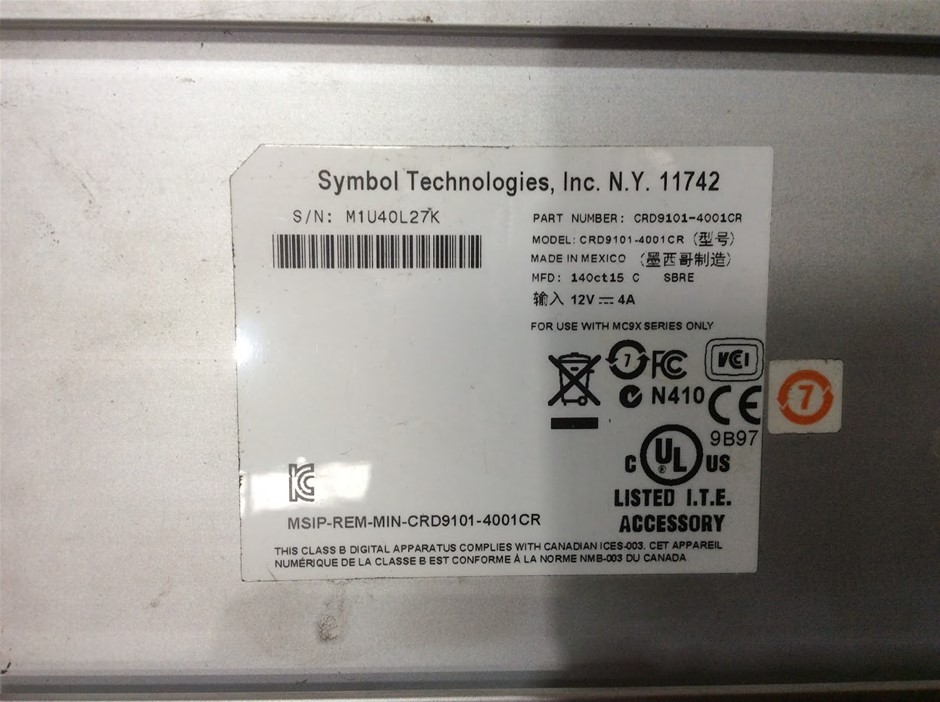 Symbol Technologies, Inc. N.Y. 11742
S/N: M1U40L27K
PART NUMBER: CRD9101-4001CR
MODEL: CRD9101-4001CR (型号)
MADE IN MEXICO (墨西哥制造)
MFD: 14Oct15 C SBRE
输入 12V ⎓ 4A
FOR USE WITH MC9X SERIES ONLY
7 FC VCI
N410 CE
7
9B97
C UL US
®
LISTED I.T.E.
ACCESSORY
KC
MSIP-REM-MIN-CRD9101-4001CR
THIS CLASS B DIGITAL APPARATUS COMPLIES WITH CANADIAN ICES-003. CET APPAREIL
NUMÉRIQUE DE LA CLASSE B EST CONFORME À LA NORME NMB-003 DU CANADA